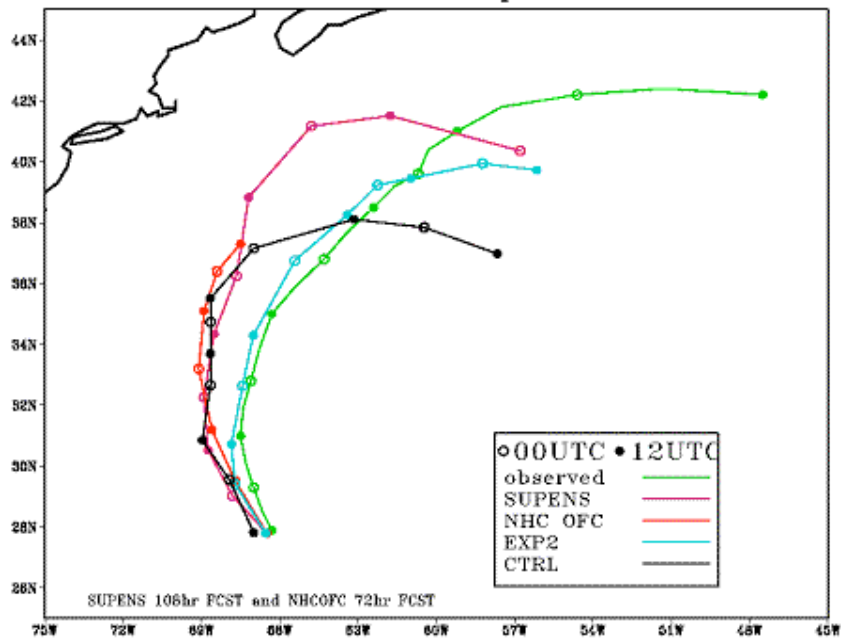 44N
42N
40N
38N
36N
34N
32N
30N
28N
26N
○00UTC ●12UTC
observed
SUPENS
NHC OFC
EXP2
CTRL
SUPENS 108hr FCST and NHCOFC 72hr FCST
75W 72W 69W 66W 63W 60W 57W 54W 51W 48W 45W